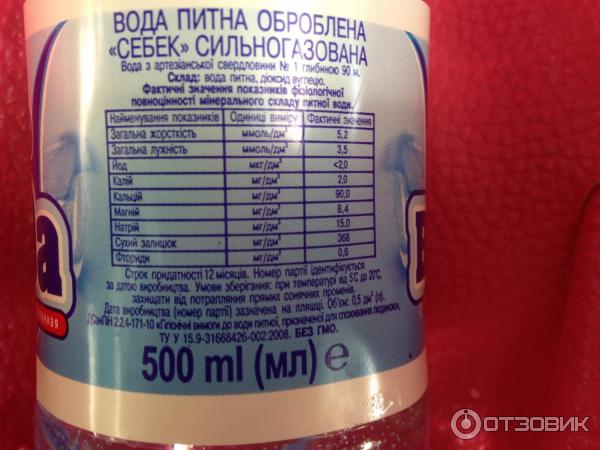 ВОДА ПИТНА ОБРОБЛЕНА
«СЕБЕК» СИЛЬНОГАЗОВАНА
Вода з артезіанської свердловини № 1 глибиною 90 м.
Склад: вода питна, діоксид вуглецю.
Фактичні значення показників фізіологічної
повноцінності мінерального складу питної води.
Найменування показників Одиниці виміру Фактичні значення
Загальна жорсткість ммоль/дм³ 5,2
Загальна лужність ммоль/дм³ 3,5
Йод мкг/дм³ <2,0
Калій мг/дм³ 2,0
Кальцій мг/дм³ 90,0
Магній мг/дм³ 8,4
Натрій мг/дм³ 15,0
Сухий залишок мг/дм³ 368
Фториди мг/дм³ 0,6
Строк придатності 12 місяців. Номер партії ідентифікується
за датою виробництва. Умови зберігання: при температурі від 5°С до 20°С,
захищати від потрапляння прямих сонячних променів.
Дата виробництва (номер партії) зазначена на пляшці. Об'єм: 0,5 дм³ (л).
ДСанПіН 2.2.4-171-10 «Гігієнічні вимоги до води питної, призначеної для споживання людиною»,
ТУ У 15.9-31668426-002:2008. БЕЗ ГМО.
500 ml (мл) e
а
в
ОТЗОВИК